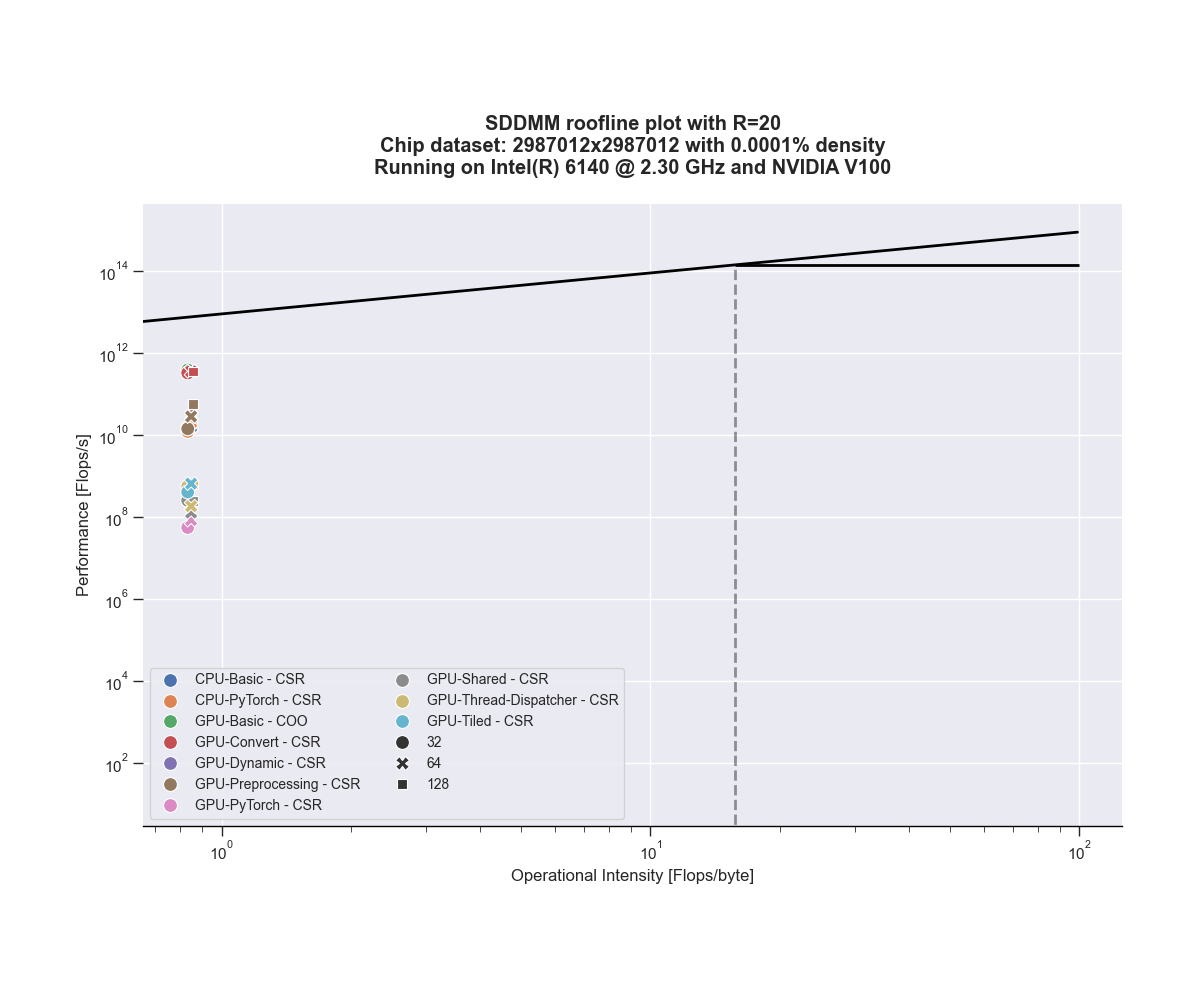 SDDMM roofline plot with R=20
Chip dataset: 2987012x2987012 with 0.0001% density
Running on Intel(R) 6140 @ 2.30 GHz and NVIDIA V100
Performance [Flops/s]
10^14
10^12
10^10
10^8
10^6
10^4
10^2
CPU-Basic - CSR
CPU-PyTorch - CSR
GPU-Basic - COO
GPU-Convert - CSR
GPU-Dynamic - CSR
GPU-Preprocessing - CSR
GPU-PyTorch - CSR
GPU-Shared - CSR
GPU-Thread-Dispatcher - CSR
GPU-Tiled - CSR
32
64
128
10^0
10^1
10^2
Operational Intensity [Flops/byte]